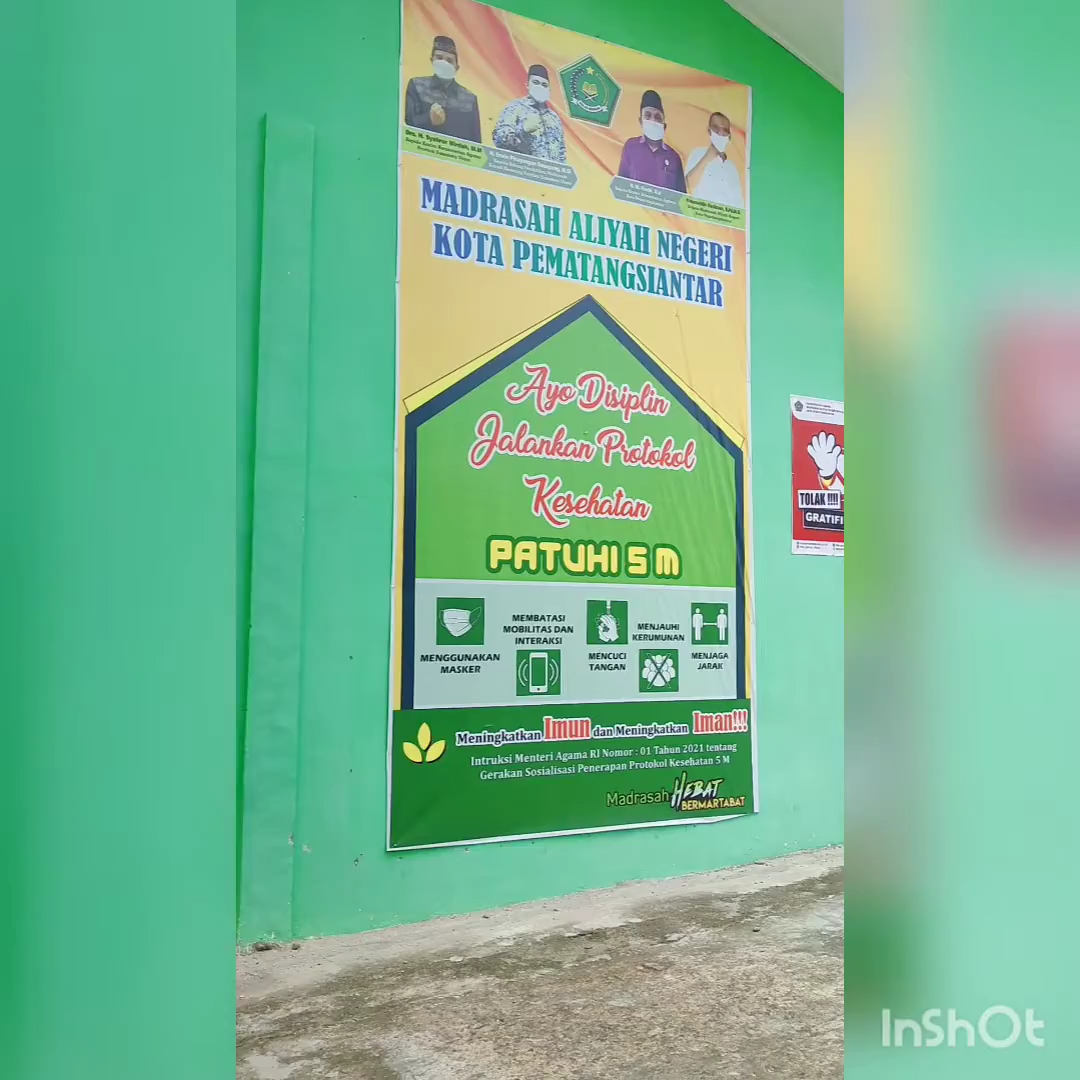 MADRASAH ALIYAH NEGERI
KOTA PEMATANGSIANTAR
Ayo Disiplin
Jalankan Protokol
Kesehatan
PATUHI 5 M
MENGGUNAKAN
MASKER
MEMBATASI
MOBILITAS DAN
INTERAKSI
MENCUCI
TANGAN
MENJAUHI
KERUMUNAN
MENJAGA
JARAK
Meningkatkan Imun dan Meningkatkan Iman!!!
Intruksi Menteri Agama RI Nomor : 01 Tahun 2021 tentang
Gerakan Sosialisasi Penerapan Protokol Kesehatan 5 M
Madrasah HEBAT
BERMARTABAT
TOLAK !!!!
GRATIFI
InShOt